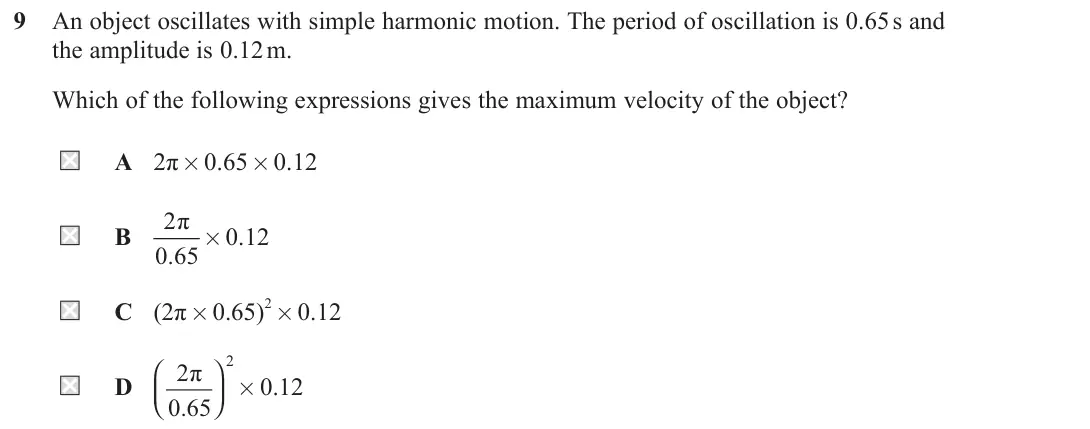 9 An object oscillates with simple harmonic motion. The period of oscillation is 0.65 s and
the amplitude is 0.12 m.
Which of the following expressions gives the maximum velocity of the object?
A 2π × 0.65 × 0.12
B 2π/0.65 × 0.12
C (2π × 0.65)² × 0.12
D (2π/0.65)² × 0.12